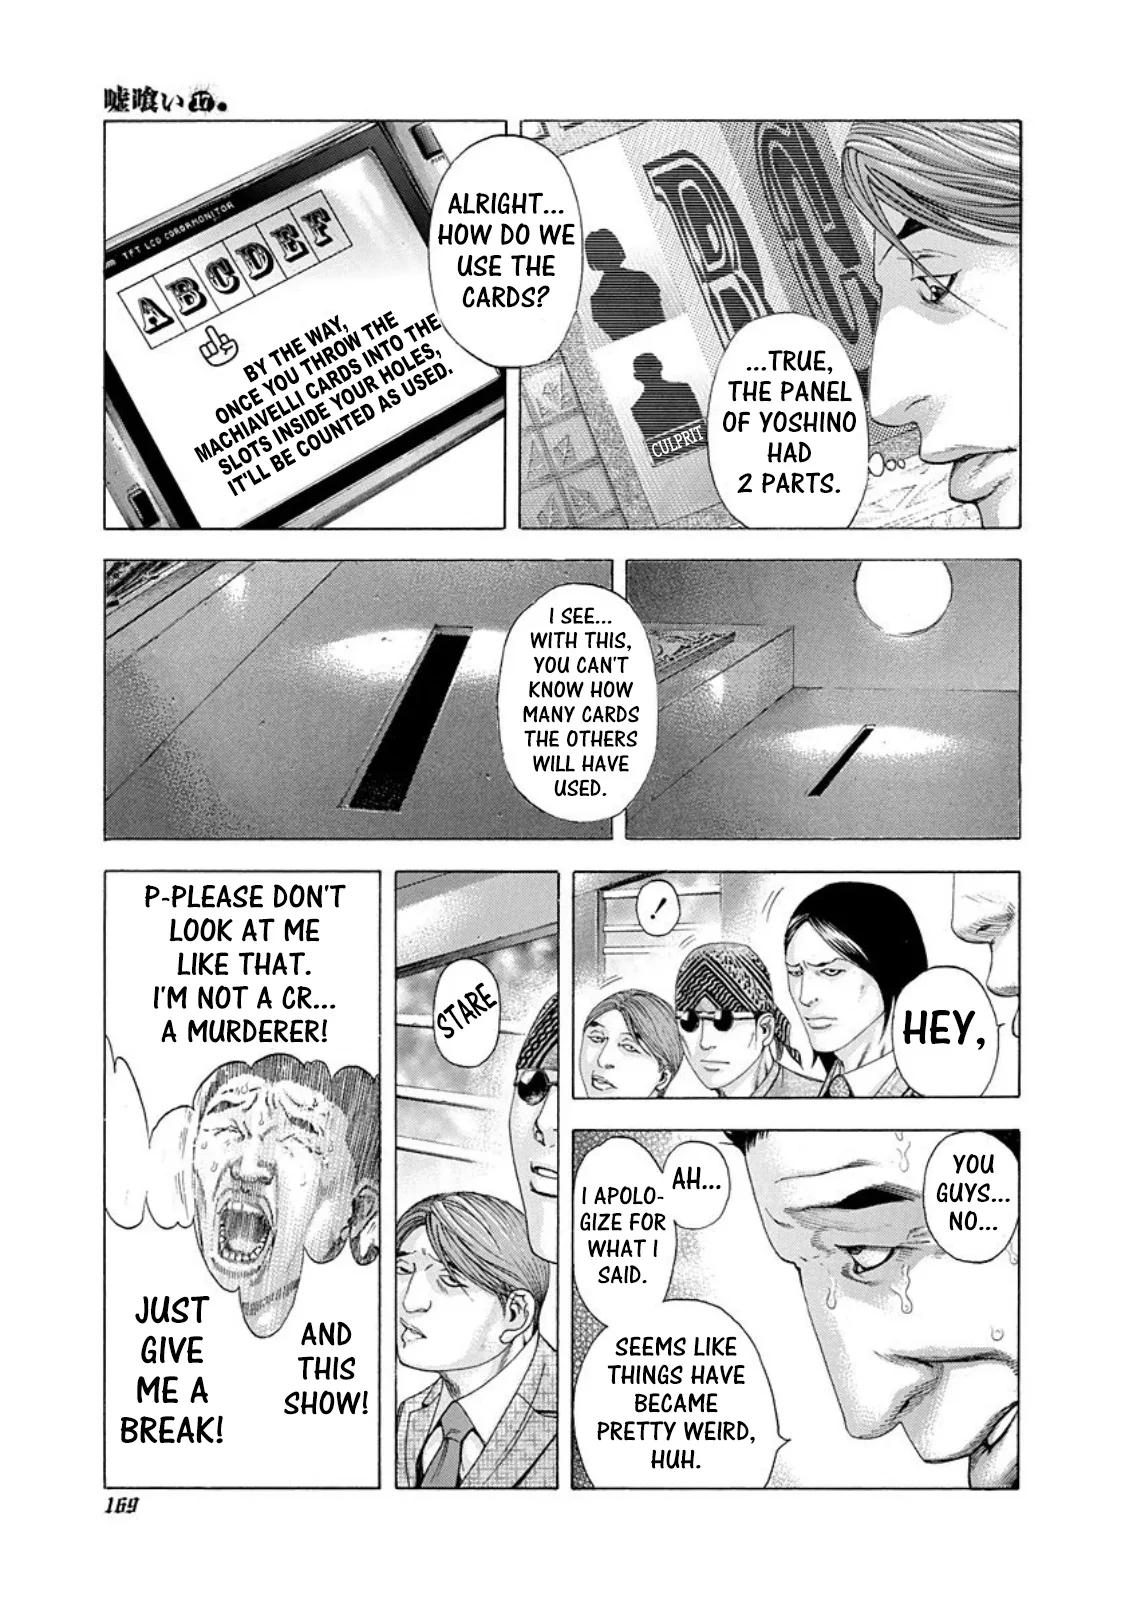 嘘喰い
...TRUE,
THE PANEL
OF YOSHINO
HAD
2 PARTS.
CULPRIT
D
C
ALRIGHT...
HOW DO WE
USE THE
CARDS?
TFT LCD CORORMONITOR
ABCDEF
BY THE WAY,
ONCE YOU THROW THE
MACHIAVELLI CARDS INTO THE
SLOTS INSIDE YOUR HOLES,
IT'LL BE COUNTED AS USED.
I SEE...
WITH THIS,
YOU CAN'T
KNOW HOW
MANY CARDS
THE OTHERS
WILL HAVE
USED.
HEY,
!
YOU
GUYS...
NO...
AH...
I APOLO-
GIZE FOR
WHAT I
SAID.
SEEMS LIKE
THINGS HAVE
BECAME
PRETTY WEIRD,
HUH.
STARE
P-PLEASE DON'T
LOOK AT ME
LIKE THAT.
I'M NOT A CR...
A MURDERER!
AND
THIS
SHOW!
JUST
GIVE
ME A
BREAK!
169